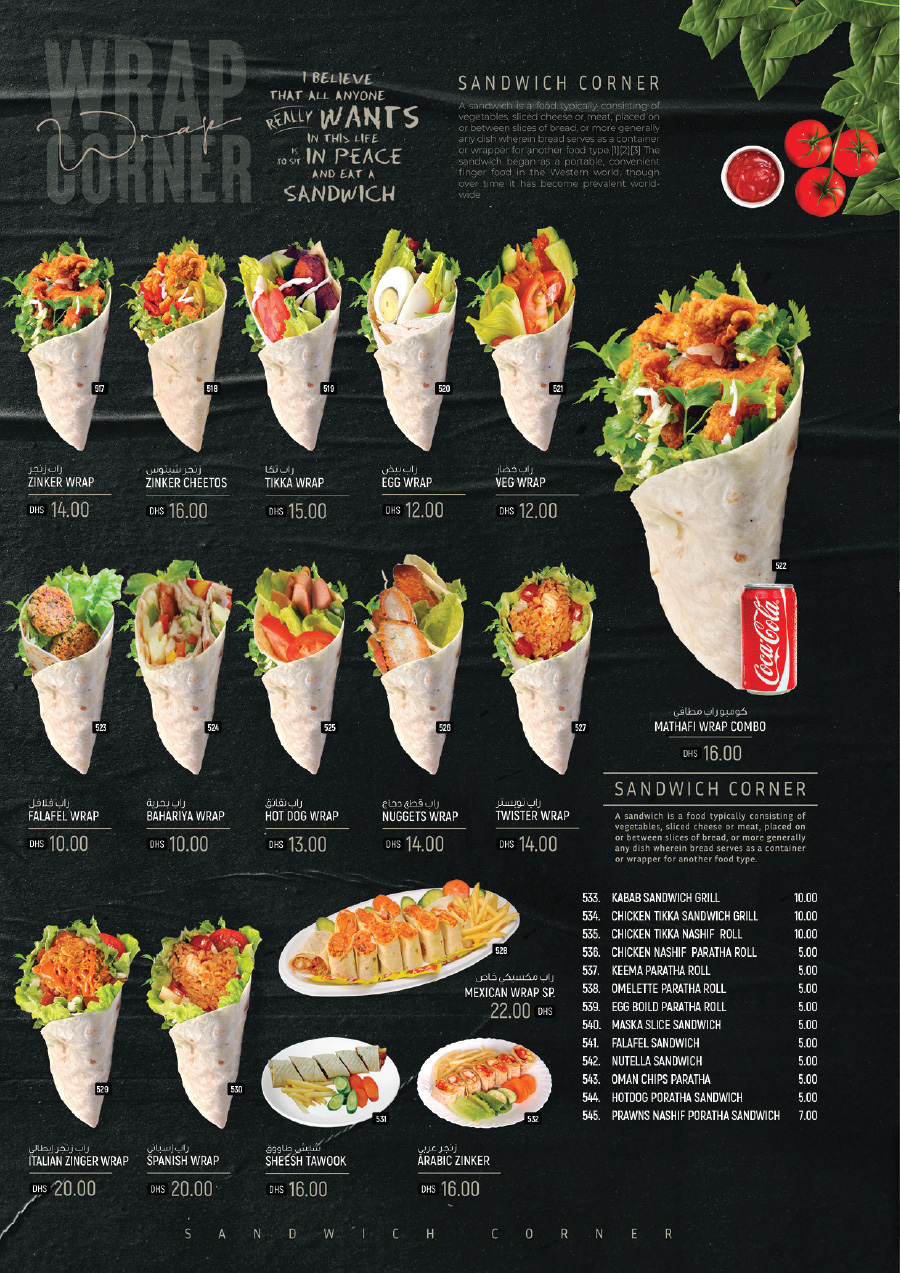 WRAP
Wrap
CORNER
I BELIEVE
THAT ALL ANYONE
REALLY WANTS
IN THIS LIFE
IS
TO SIT IN PEACE
AND EAT A
SANDWICH
SANDWICH CORNER
A sandwich is a food typically consisting of
vegetables, sliced cheese or meat, placed on
or between slices of bread, or more generally
any dish wherein bread serves as a container
or wrapper for another food type.[1][2][3] The
sandwich began as a portable, convenient
finger food in the Western world, though
over time it has become prevalent world-
wide
517
518
519
520
521
راب زنجر
ZINKER WRAP
DHS 14.00
زنجر شيتوس
ZINKER CHEETOS
DHS 16.00
راب تكا
TIKKA WRAP
DHS 15.00
راب بيض
EGG WRAP
DHS 12.00
راب خضار
VEG WRAP
DHS 12.00
522
Coca-Cola
كومبو راب مطافي
MATHAFI WRAP COMBO
DHS 16.00
523
524
525
526
527
راب فلافل
FALAFEL WRAP
DHS 10.00
راب بحرية
BAHARIYA WRAP
DHS 10.00
راب نقانق
HOT DOG WRAP
DHS 13.00
راب قطع دجاج
NUGGETS WRAP
DHS 14.00
راب تويستر
TWISTER WRAP
DHS 14.00
SANDWICH CORNER
A sandwich is a food typically consisting of
vegetables, sliced cheese or meat, placed on
or between slices of bread, or more generally
any dish wherein bread serves as a container
or wrapper for another food type.
528
راب مكسيكي خاص
MEXICAN WRAP SP.
22.00 DHS
529
530
531
532
راب زنجر إيطالي
ITALIAN ZINGER WRAP
DHS 20.00
راب إسباني
SPANISH WRAP
DHS 20.00
شيش طاووق
SHEESH TAWOOK
DHS 16.00
زنجر عربي
ARABIC ZINKER
DHS 16.00
533. KABAB SANDWICH GRILL 10.00
534. CHICKEN TIKKA SANDWICH GRILL 10.00
535. CHICKEN TIKKA NASHIF ROLL 10.00
536. CHICKEN NASHIF PARATHA ROLL 5.00
537. KEEMA PARATHA ROLL 5.00
538. OMELETTE PARATHA ROLL 5.00
539. EGG BOILD PARATHA ROLL 5.00
540. MASKA SLICE SANDWICH 5.00
541. FALAFEL SANDWICH 5.00
542. NUTELLA SANDWICH 5.00
543. OMAN CHIPS PARATHA 5.00
544. HOTDOG PORATHA SANDWICH 5.00
545. PRAWNS NASHIF PORATHA SANDWICH 7.00
SANDWICH CORNER